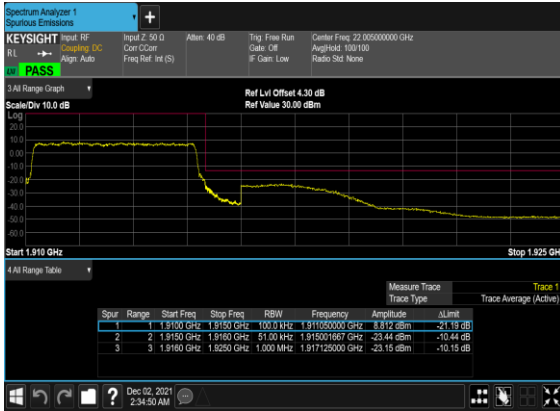 Spectrum Analyzer 1
Spurious Emissions
+
KEYSIGHT
RL
Input: RF
Coupling: DC
Align: Auto
Input Z: 50 Ω
Corr CCorr
Freq Ref: Int (S)
Atten: 40 dB
Trig: Free Run
Gate: Off
IF Gain: Low
Center Freq: 22.005000000 GHz
Avg|Hold: 100/100
Radio Std: None
PASS
3 All Range Graph
Scale/Div 10.0 dB
Ref Lvl Offset 4.30 dB
Ref Value 30.00 dBm
Log
20.0
10.0
0.00
-10.0
-20.0
-30.0
-40.0
-50.0
-60.0
Start 1.910 GHz
Stop 1.925 GH
4 All Range Table
Measure Trace Trace 1
Trace Type Trace Average (Active)
Spur Range Start Freq Stop Freq RBW Frequency Amplitude ΔLimit
1 1 1.9100 GHz 1.9150 GHz 100.0 kHz 1.911050000 GHz 8.812 dBm -21.19 dB
2 2 1.9150 GHz 1.9160 GHz 51.00 kHz 1.915001667 GHz -23.44 dBm -10.44 dB
3 3 1.9160 GHz 1.9250 GHz 1.000 MHz 1.917125000 GHz -23.15 dBm -10.15 dB
?
Dec 02, 2021
2:34:50 AM